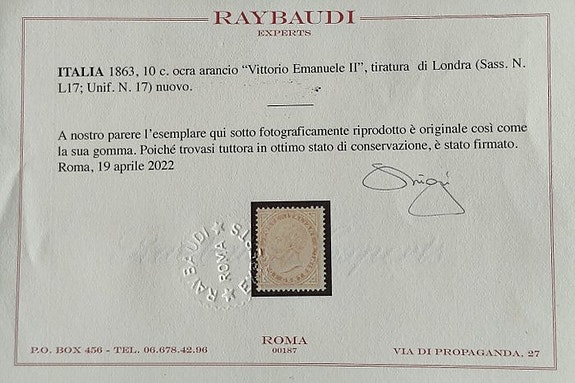 RAYBAUDI
EXPERTS
ITALIA 1863, 10 c. ocra arancio “Vittorio Emanuele II”, tiratura di Londra (Sass. N.
L17; Unif. N. 17) nuovo.
A nostro parere l’esemplare qui sotto fotograficamente riprodotto è originale così come
la sua gomma. Poiché trovasi tuttora in ottimo stato di conservazione, è stato firmato.
Roma, 19 aprile 2022
RAYBAUDI
ROMA
ROMA
00187
P.O. BOX 456 - TEL. 06.678.42.96
VIA DI PROPAGANDA, 27